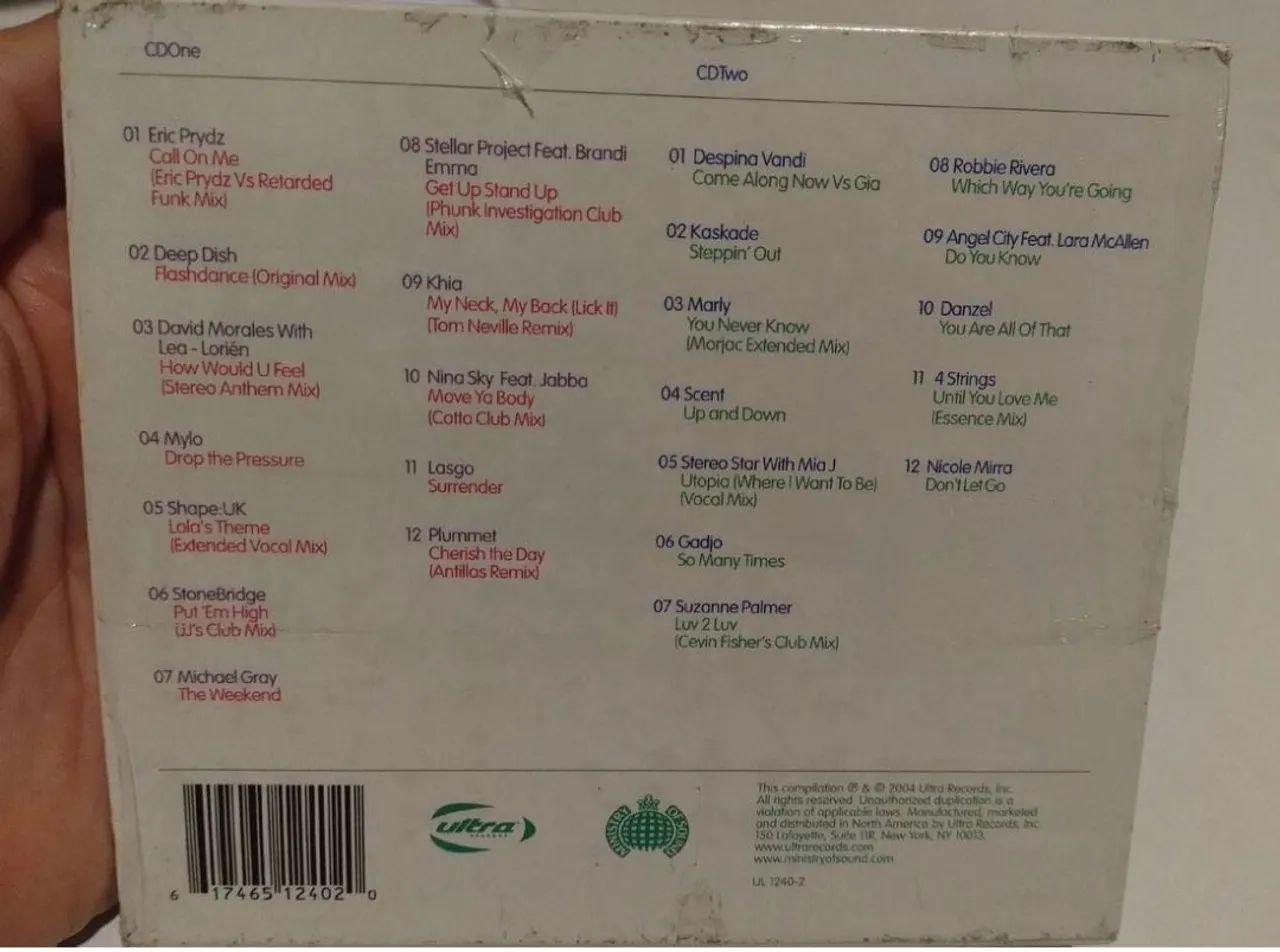 CDOne
01 Eric Prydz
Call On Me
(Eric Prydz Vs Retarded
Funk Mix)
02 Deep Dish
Flashdance (Original Mix)
03 David Morales With
Lea - Lorién
How Would U Feel
(Stereo Anthem Mix)
04 Mylo
Drop the Pressure
05 Shape:UK
Lola's Theme
(Extended Vocal Mix)
06 StoneBridge
Put 'Em High
(JJ's Club Mix)
07 Michael Gray
The Weekend
08 Stellar Project Feat. Brandi
Emma
Get Up Stand Up
(Phunk Investigation Club
Mix)
09 Khia
My Neck, My Back (Lick It)
(Tom Neville Remix)
10 Nina Sky Feat. Jabba
Move Ya Body
(Cotto Club Mix)
11 Lasgo
Surrender
12 Plummet
Cherish the Day
(Antillas Remix)
CDTwo
01 Despina Vandi
Come Along Now Vs Gia
02 Kaskade
Steppin' Out
03 Marly
You Never Know
(Morjac Extended Mix)
04 Scent
Up and Down
05 Stereo Star With Mia J
Utopia (Where I Want To Be)
(Vocal Mix)
06 Gadjo
So Many Times
07 Suzanne Palmer
Luv 2 Luv
(Cevin Fisher's Club Mix)
08 Robbie Rivera
Which Way You're Going
09 Angel City Feat. Lara McAllen
Do You Know
10 Danzel
You Are All Of That
11 4 Strings
Until You Love Me
(Essence Mix)
12 Nicole Mirra
Don't Let Go
6 17465 12402 0
ultra
RECORDS
MINISTRY OF SOUND
This compilation ℗ & © 2004 Ultra Records, Inc.
All rights reserved. Unauthorized duplication is a
violation of applicable laws. Manufactured, marketed
and distributed in North America by Ultra Records, Inc.
150 Lafayette, Suite 11R, New York, NY 10013.
www.ultrarecords.com
www.ministryofsound.com
UL 1240-2